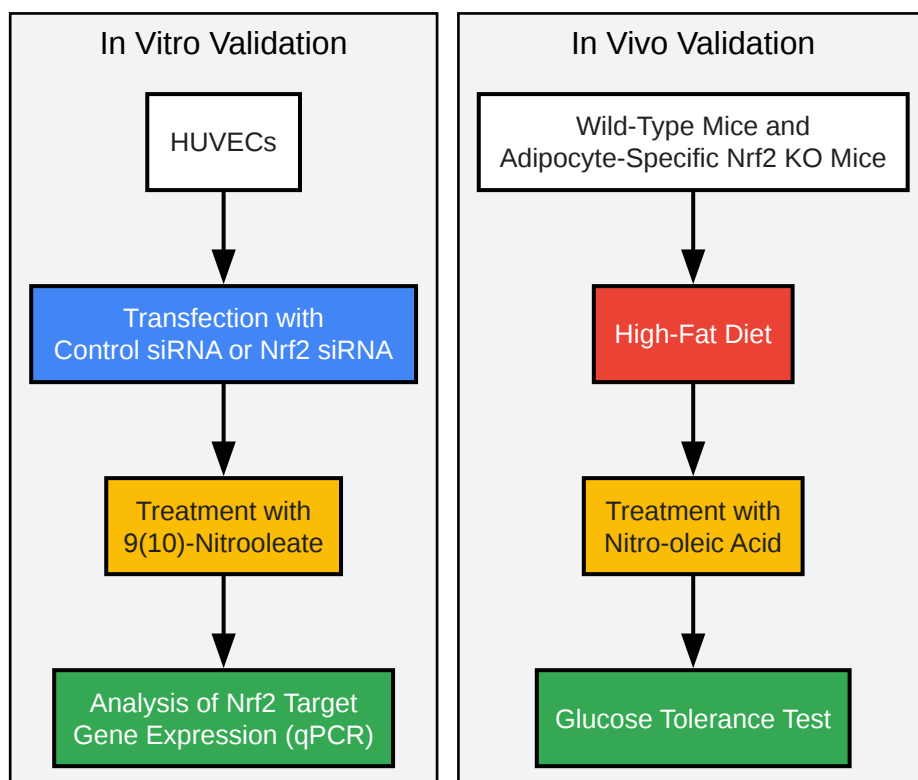 In Vitro Validation
HUVECs
Transfection with
Control siRNA or Nrf2 siRNA
Treatment with
9(10)-Nitrooleate
Analysis of Nrf2 Target
Gene Expression (qPCR)
In Vivo Validation
Wild-Type Mice and
Adipocyte-Specific Nrf2 KO Mice
High-Fat Diet
Treatment with
Nitro-oleic Acid
Glucose Tolerance Test